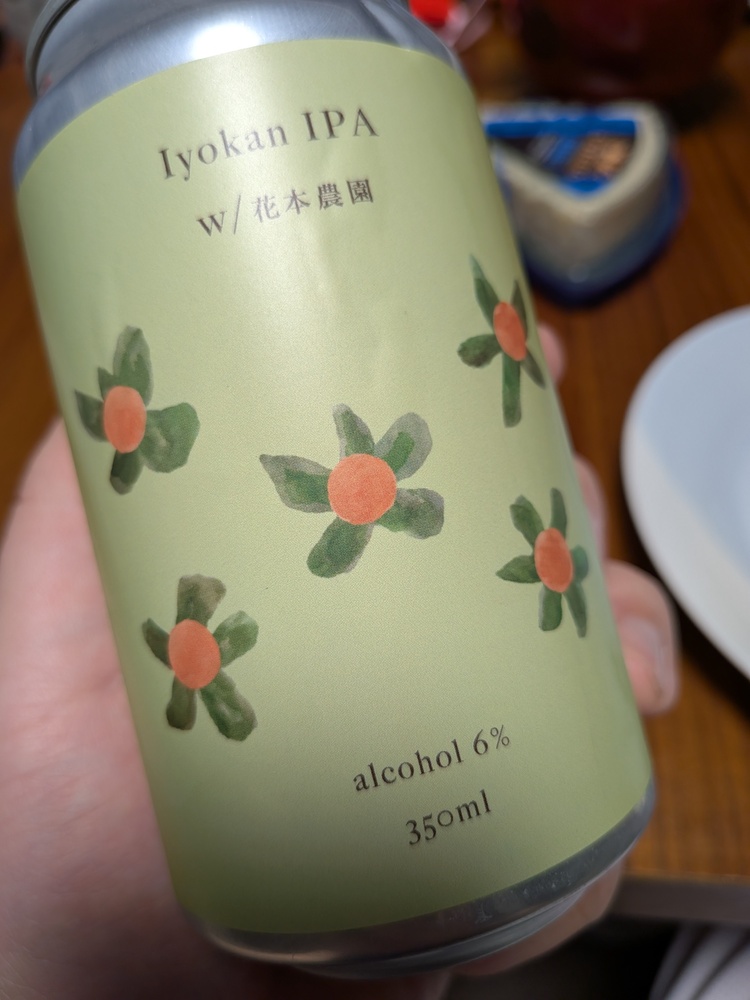 Iyokan IPA
w/花本農園
alcohol 6%
350ml